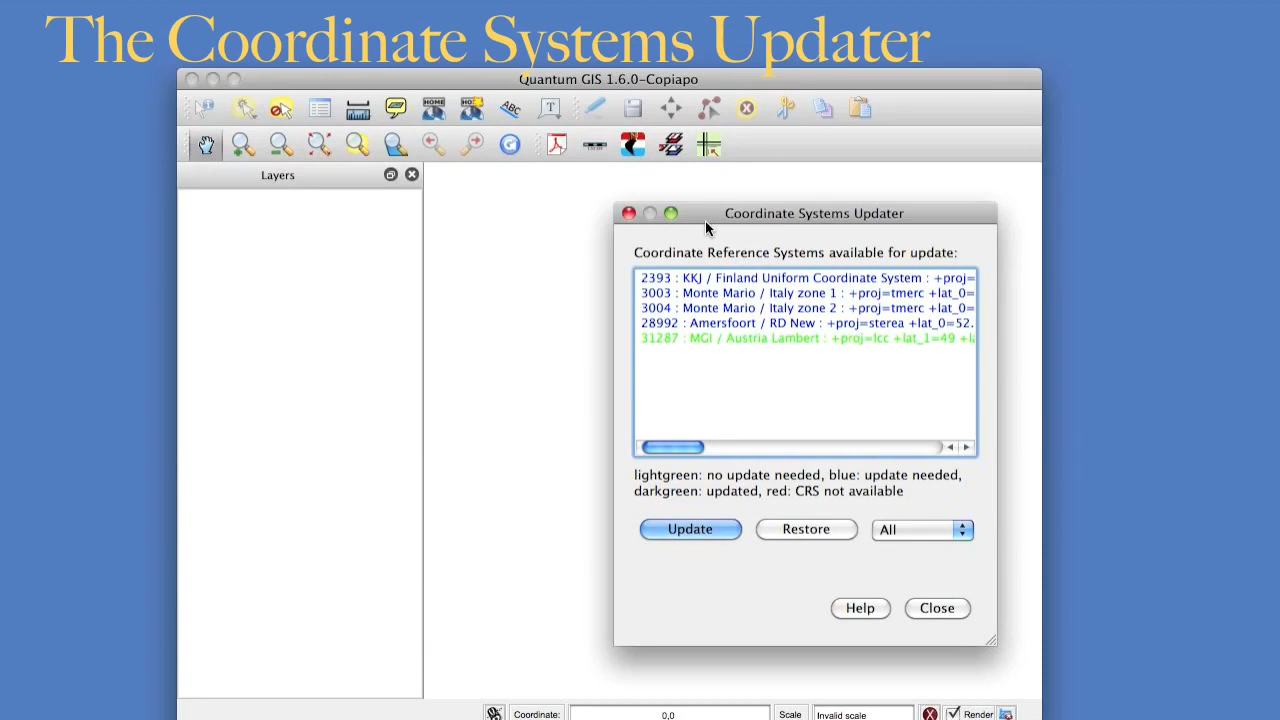 The Coordinate Systems Updater
Quantum GIS 1.6.0-Copiapo
HOME
ABC
T
Layers
Coordinate Systems Updater
Coordinate Reference Systems available for update:
2393 : KKJ / Finland Uniform Coordinate System : +proj=
3003 : Monte Mario / Italy zone 1 : +proj=tmerc +lat_0=
3004 : Monte Mario / Italy zone 2 : +proj=tmerc +lat_0=
28992 : Amersfoort / RD New : +proj=sterea +lat_0=52.
31287 : MGI / Austria Lambert : +proj=lcc +lat_1=49 +la
lightgreen: no update needed, blue: update needed,
darkgreen: updated, red: CRS not available
Update Restore All
Help Close
Coordinate: 0,0 Scale Invalid scale Render